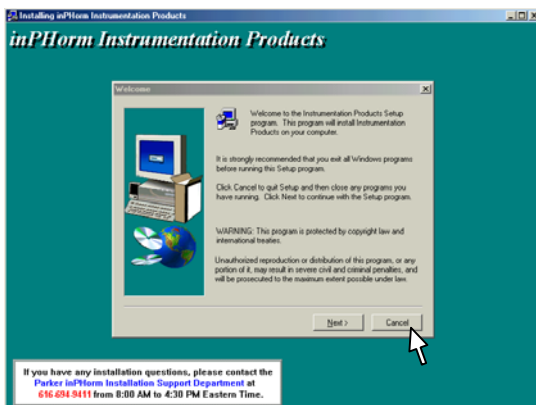 Installing inPHorm Instrumentation Products
inPHorm Instrumentation Products
Welcome
Welcome to the Instrumentation Products Setup
program. This program will install Instrumentation
Products on your computer.
It is strongly recommended that you exit all Windows programs
before running this Setup program.
Click Cancel to quit Setup and then close any programs you
have running. Click Next to continue with the Setup program.
WARNING: This program is protected by copyright law and
international treaties.
Unauthorized reproduction or distribution of this program, or any
portion of it, may result in severe civil and criminal penalties, and
will be prosecuted to the maximum extent possible under law.
Next > Cancel
If you have any installation questions, please contact the
Parker inPHorm Installation Support Department at
616-694-9411 from 8:00 AM to 4:30 PM Eastern Time.